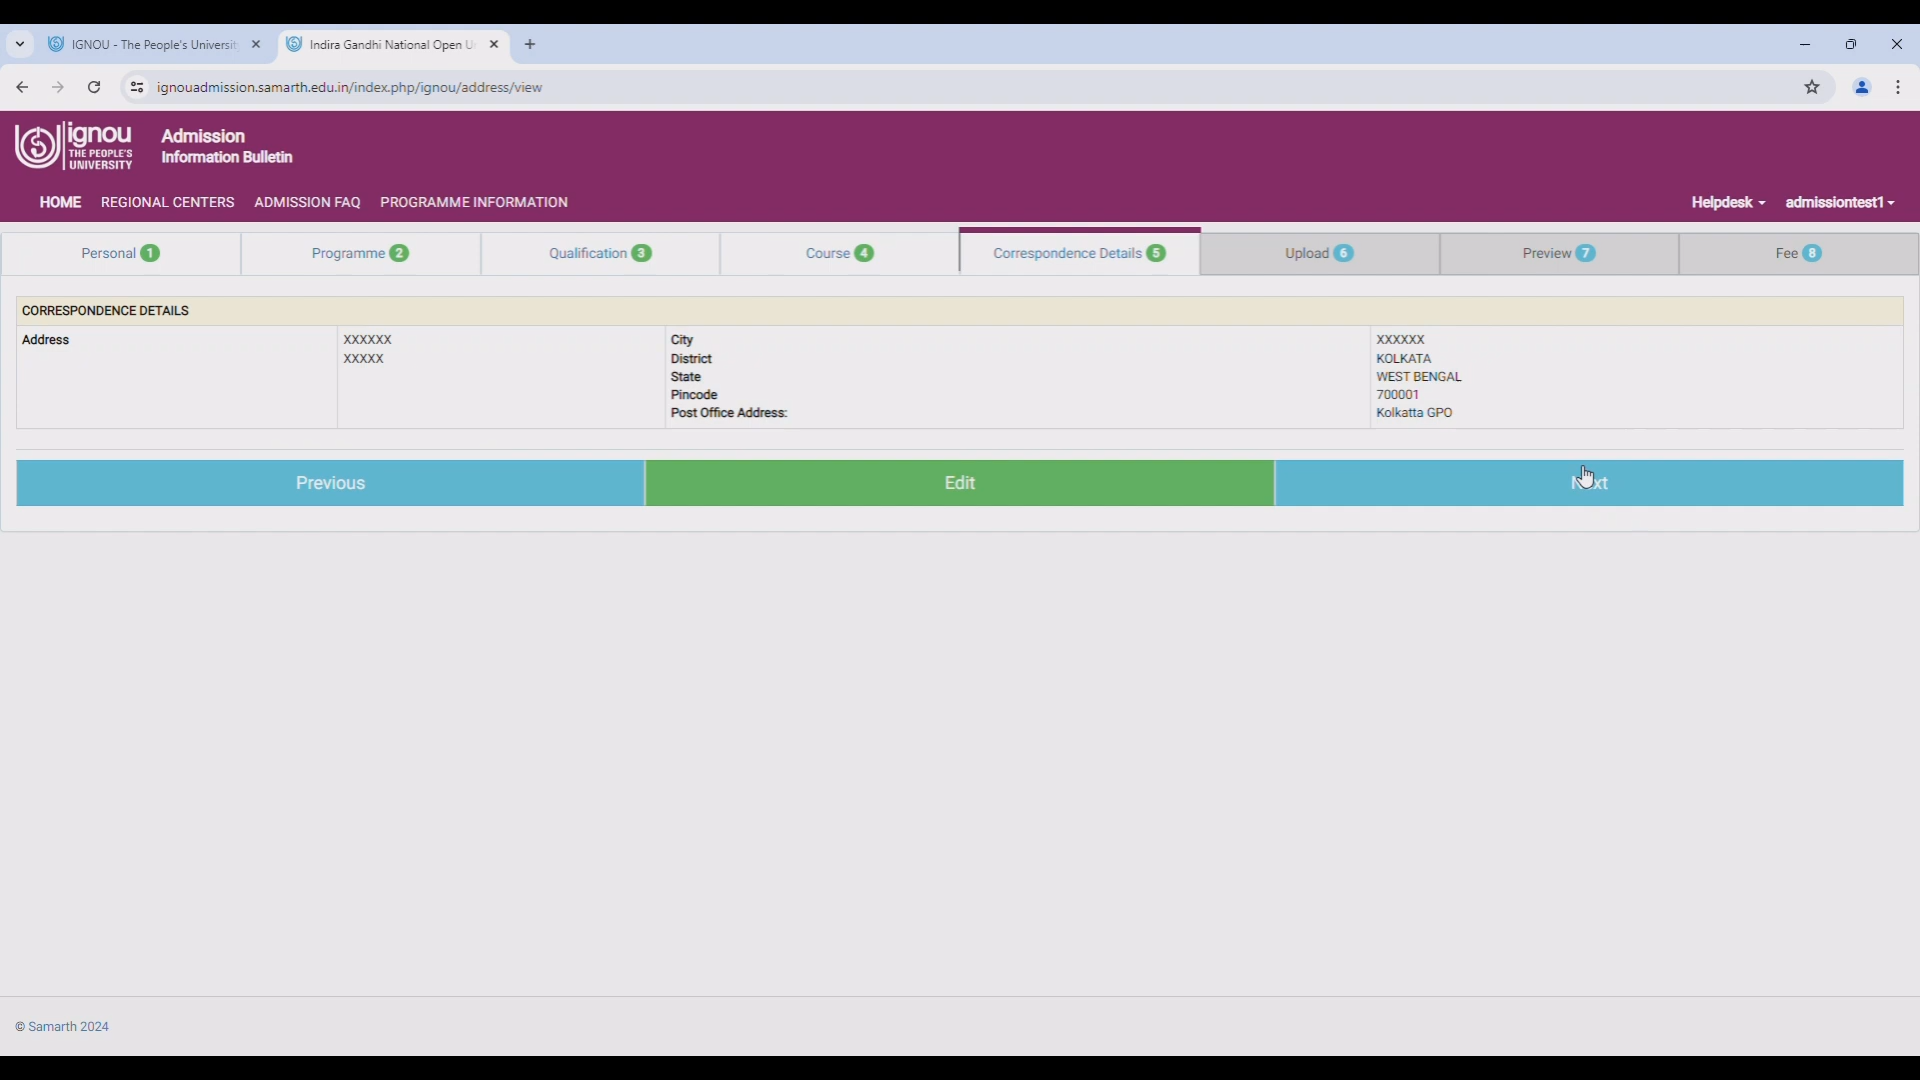 IGNOU - The People's Universit
Indira Gandhi National Open U
ignouadmission.samarth.edu.in/index.php/ignou/address/view
ignou
THE PEOPLE'S
UNIVERSITY
Admission
Information Bulletin
HOME REGIONAL CENTERS ADMISSION FAQ PROGRAMME INFORMATION
Helpdesk admissiontest1
Personal 1 Programme 2 Qualification 3 Course 4 Correspondence Details 5 Upload 6 Preview 7 Fee 8
CORRESPONDENCE DETAILS
Address XXXXXX City XXXXXX
XXXXX District KOLKATA
State WEST BENGAL
Pincode 700001
Post Office Address: Kolkatta GPO
Previous Edit Next
© Samarth 2024